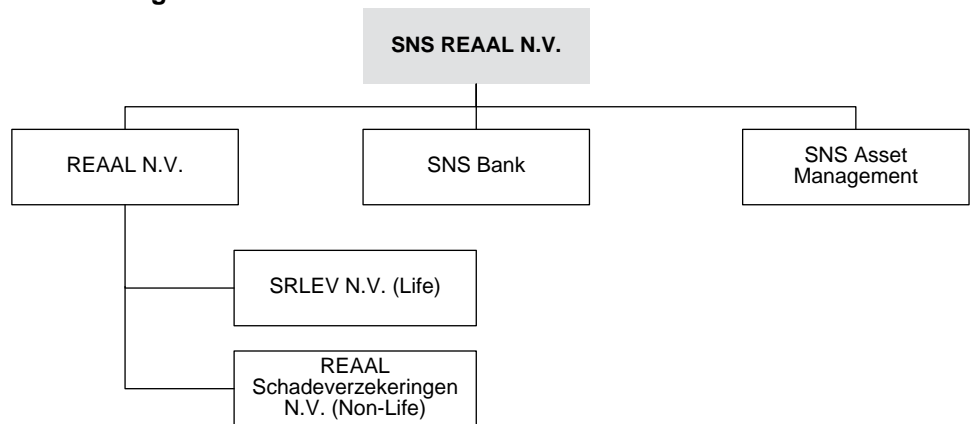 SNS REAAL N.V.
REAAL N.V.
SNS Bank
SNS Asset
Management
SRLEV N.V. (Life)
REAAL
Schadeverzekeringen
N.V. (Non-Life)